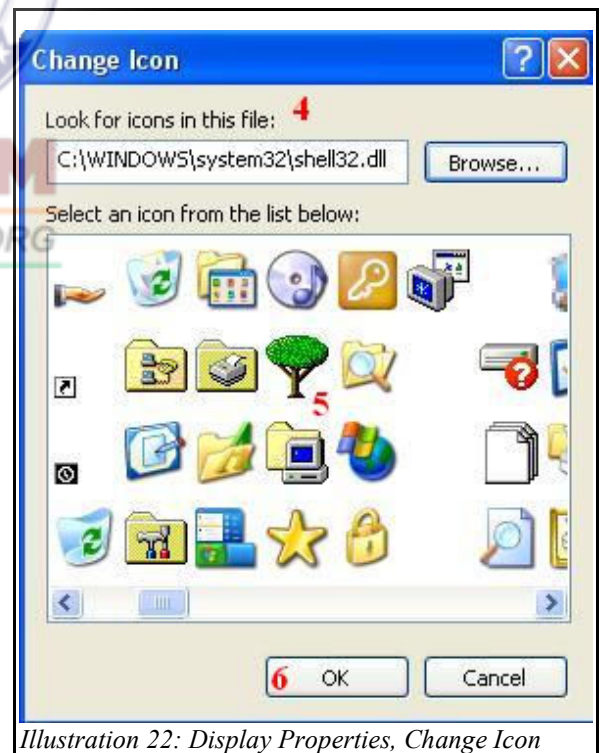 Change Icon
Look for icons in this file: 4
C:\WINDOWS\system32\shell32.dll Browse...
Select an icon from the list below:
5
6 OK Cancel
Illustration 22: Display Properties, Change Icon